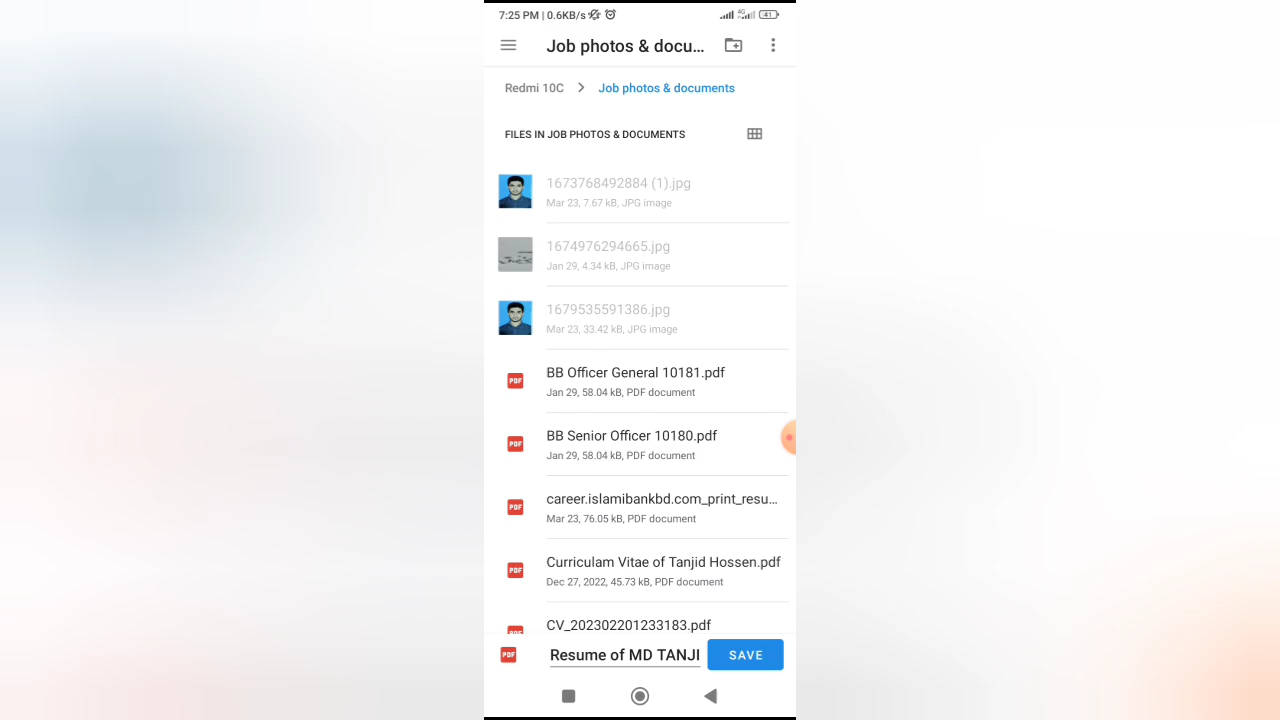 7:25 PM | 0.6KB/s 4G 41
Job photos & docu...
Redmi 10C > Job photos & documents
FILES IN JOB PHOTOS & DOCUMENTS
1673768492884 (1).jpg
Mar 23, 7.67 kB, JPG image
1674976294665.jpg
Jan 29, 4.34 kB, JPG image
1679535591386.jpg
Mar 23, 33.42 kB, JPG image
PDF BB Officer General 10181.pdf
Jan 29, 58.04 kB, PDF document
PDF BB Senior Officer 10180.pdf
Jan 29, 58.04 kB, PDF document
PDF career.islamibankbd.com_print_resu...
Mar 23, 76.05 kB, PDF document
PDF Curriculam Vitae of Tanjid Hossen.pdf
Dec 27, 2022, 45.73 kB, PDF document
PDF CV_202302201233183.pdf
PDF Resume of MD TANJI SAVE